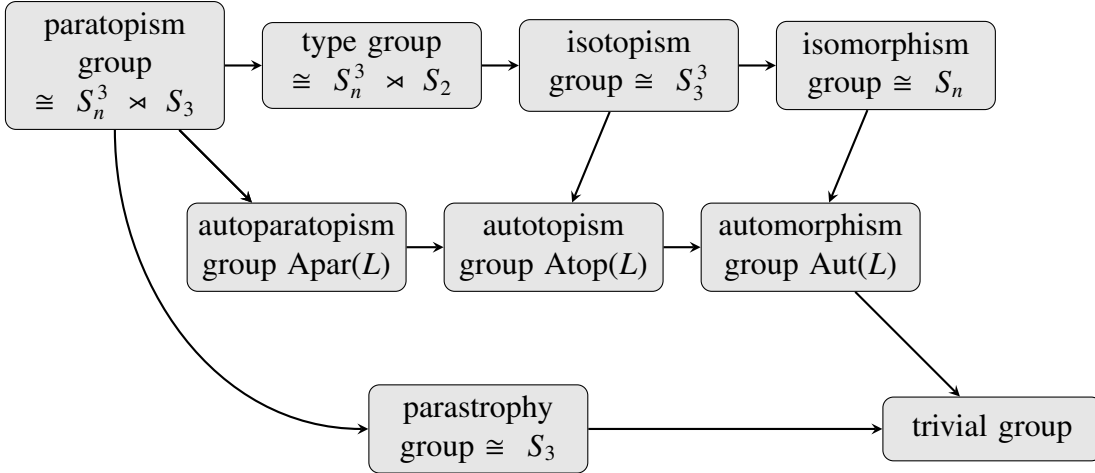 paratopism
group
≅ S_n^3 ⋊ S_3
type group
≅ S_n^3 ⋊ S_2
isotopism
group ≅ S_3^3
isomorphism
group ≅ S_n
autoparatopism
group Apar(L)
autotopism
group Atop(L)
automorphism
group Aut(L)
parastrophy
group ≅ S_3
trivial group